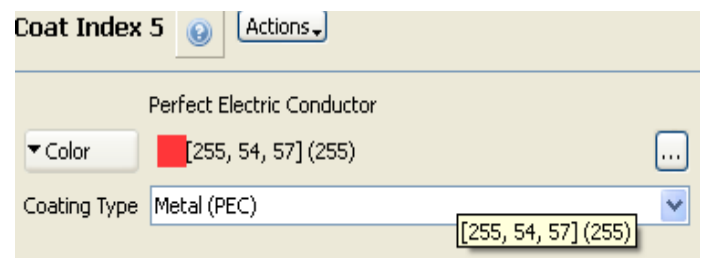 Coat Index 5 Actions
Perfect Electric Conductor
Color [255, 54, 57] (255) ...
Coating Type Metal (PEC)
[255, 54, 57] (255)